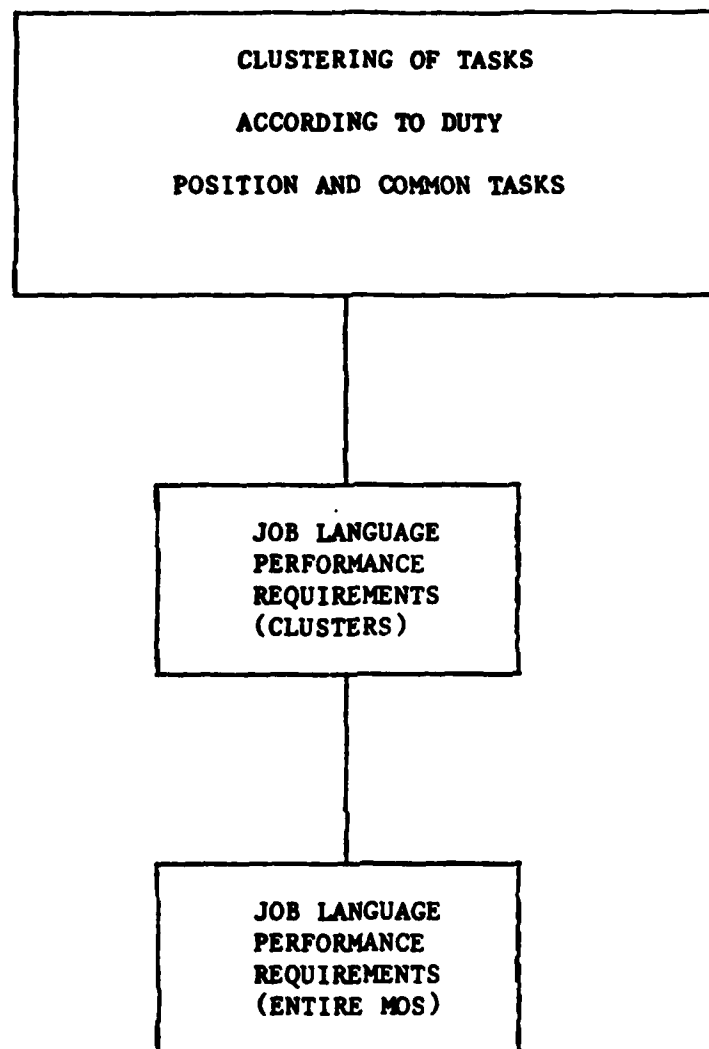 CLUSTERING OF TASKS
ACCORDING TO DUTY
POSITION AND COMMON TASKS
JOB LANGUAGE
PERFORMANCE
REQUIREMENTS
(CLUSTERS)
JOB LANGUAGE
PERFORMANCE
REQUIREMENTS
(ENTIRE MOS)